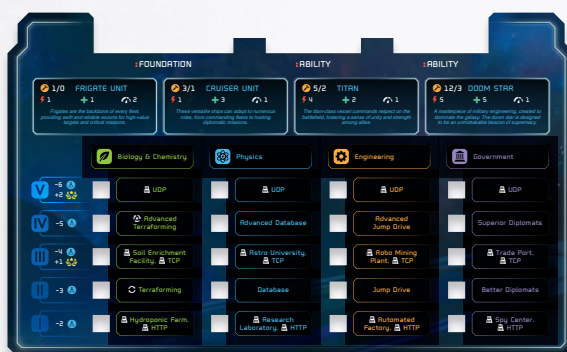 :FOUNDATION
:ABILITY
:ABILITY
1/0 FRIGATE UNIT
1 1 2
Frigates are the backbone of every fleet,
providing swift and reliable escorts for high-value
targets and critical missions.
3/1 CRUISER UNIT
1 3 1
These versatile ships can adapt to numerous
roles, from commanding fleets to hosting
diplomatic missions.
5/2 TITAN
4 2 1
The titan-class vessel commands respect on the
battlefield, fostering a sense of unity and strength
among allies.
12/3 DOOM STAR
5 5 1
A masterpiece of military engineering, created to
dominate the galaxy. The doom star is designed
to be an unmistakable beacon of supremacy.
Biology & Chemistry
Physics
Engineering
Government
V -6 A
+2
UDP
UDP
UDP
UDP
IV -5 A
Advanced
Terraforming
Advanced Database
Advanced
Jump Drive
Superior Diplomats
III -4 A
+1
Soil Enrichment
Facility, TCP
Astro University,
TCP
Robo Mining
Plant, TCP
Trade Port,
TCP
II -3 A
Terraforming
Database
Jump Drive
Better Diplomats
I -2 A
Hydroponic Farm,
HTTP
Research
Laboratory, HTTP
Automated
Factory, HTTP
Spy Center,
HTTP